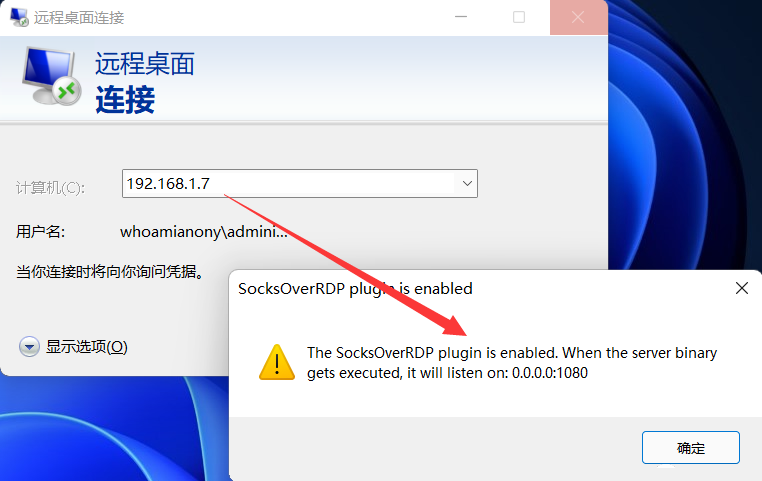 远程桌面连接
远程桌面
连接
计算机(C):
192.168.1.7
用户名:
whoamianony\admini...
当你连接时将向你询问凭据。
显示选项(O)
SocksOverRDP plugin is enabled
The SocksOverRDP plugin is enabled. When the server binary
gets executed, it will listen on: 0.0.0.0:1080
确定